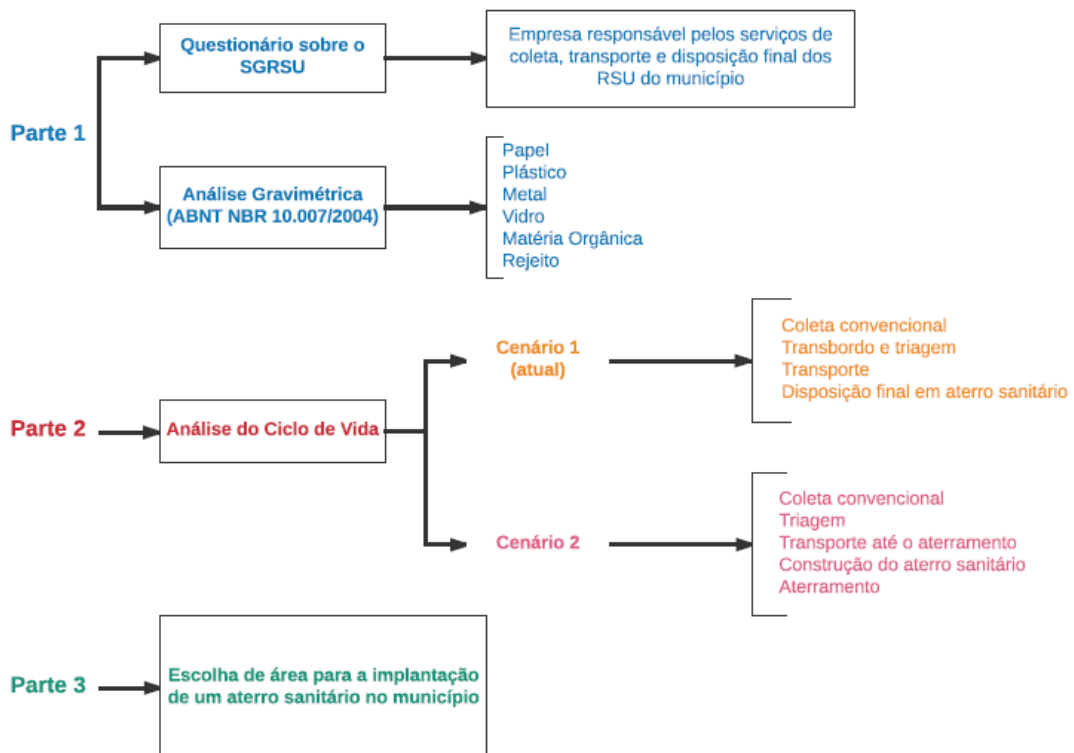 Parte 1
Questionário sobre o
SGRSU
Empresa responsável pelos serviços de
coleta, transporte e disposição final dos
RSU do município
Análise Gravimétrica
(ABNT NBR 10.007/2004)
Papel
Plástico
Metal
Vidro
Matéria Orgânica
Rejeito
Parte 2
Análise do Ciclo de Vida
Cenário 1
(atual)
Coleta convencional
Transbordo e triagem
Transporte
Disposição final em aterro sanitário
Cenário 2
Coleta convencional
Triagem
Transporte até o aterramento
Construção do aterro sanitário
Aterramento
Parte 3
Escolha de área para a implantação
de um aterro sanitário no município